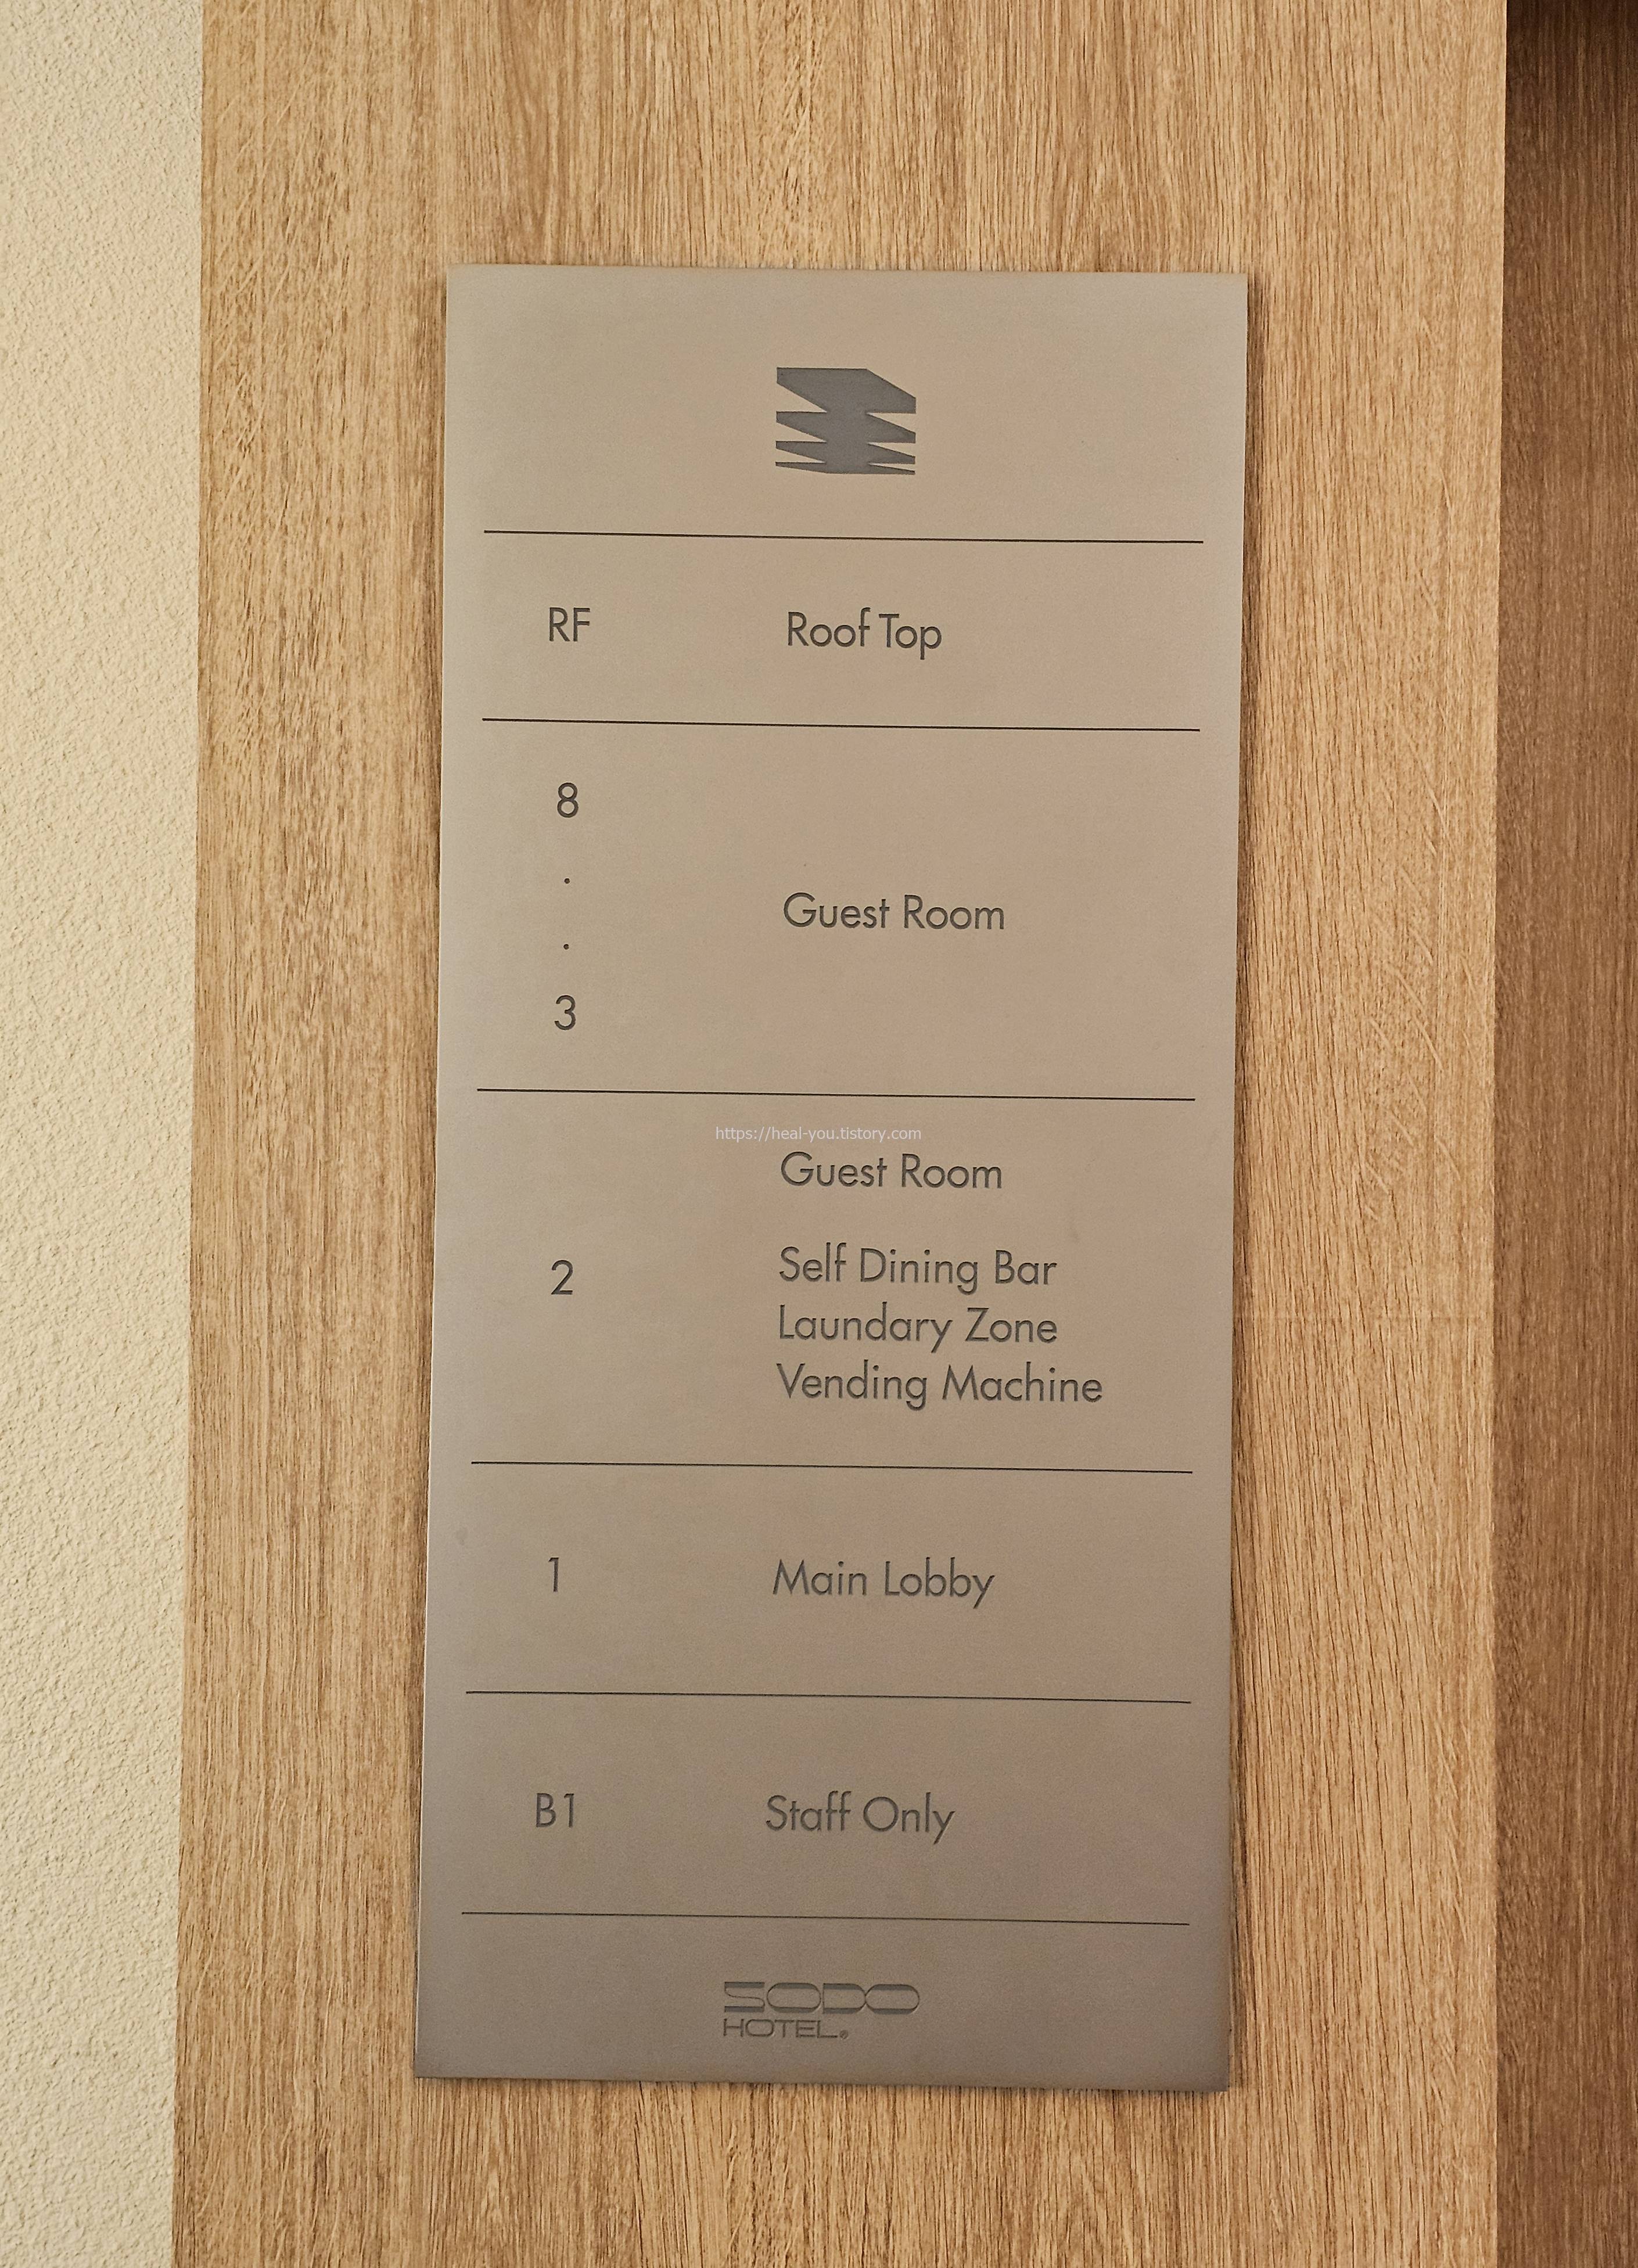 RF Roof Top
8
.
.
3
Guest Room
https://heal-you.tistory.com
Guest Room
2
Self Dining Bar
Laundary Zone
Vending Machine
1 Main Lobby
B1 Staff Only
SODO
HOTEL®